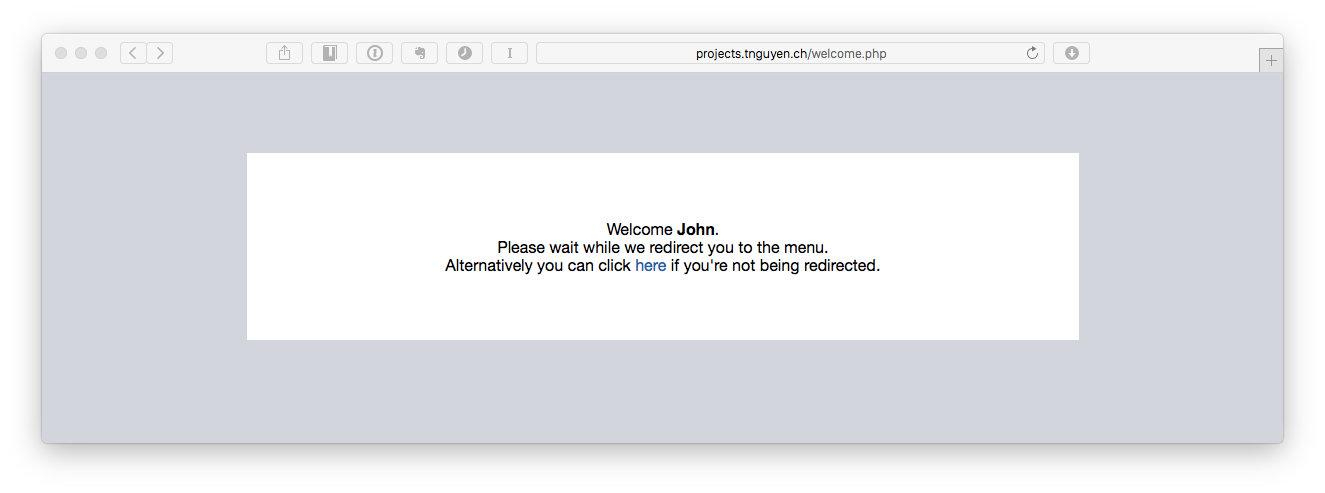 projects.tnguyen.ch/welcome.php
Welcome John.
Please wait while we redirect you to the menu.
Alternatively you can click here if you're not being redirected.